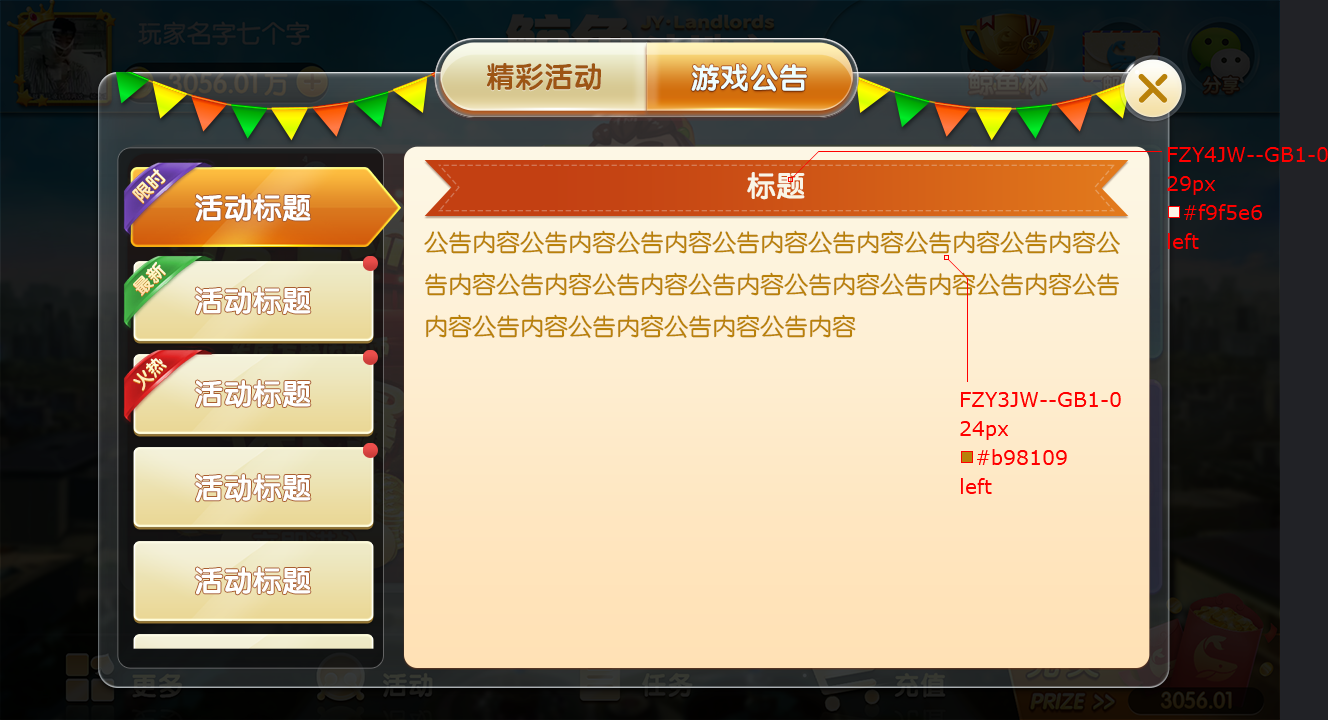 玩家名字七个字
JY-Landlords
3056.01万
精彩活动
游戏公告
鲸鱼杯
分享
限时
活动标题
最新
活动标题
火热
活动标题
活动标题
活动标题
标题
公告内容公告内容公告内容公告内容公告内容公告内容公告内容公
告内容公告内容公告内容公告内容公告内容公告内容公告内容公告
内容公告内容公告内容公告内容公告内容
FZY4JW--GB1-0
29px
#f9f5e6
left
FZY3JW--GB1-0
24px
#b98109
left
更多
活动
任务
充值
PRIZE >>
3056.01